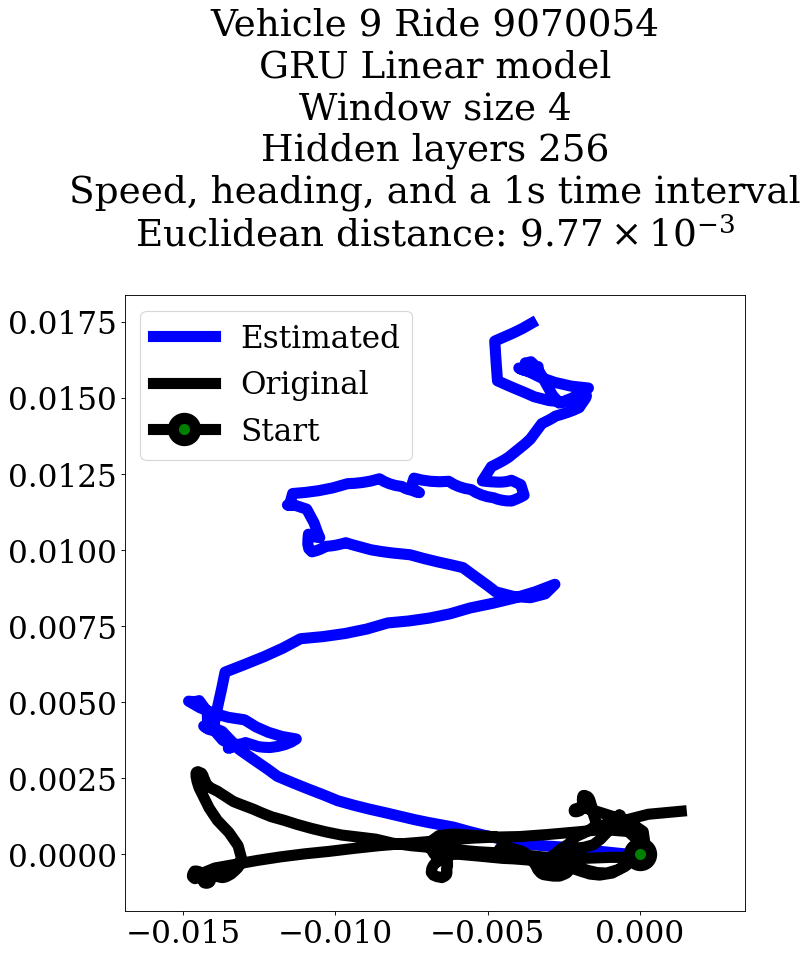 Vehicle 9 Ride 9070054
GRU Linear model
Window size 4
Hidden layers 256
Speed, heading, and a 1s time interval
Euclidean distance: 9.77 × 10⁻³
Estimated
Original
Start
0.0175
0.0150
0.0125
0.0100
0.0075
0.0050
0.0025
0.0000
−0.015 −0.010 −0.005 0.000